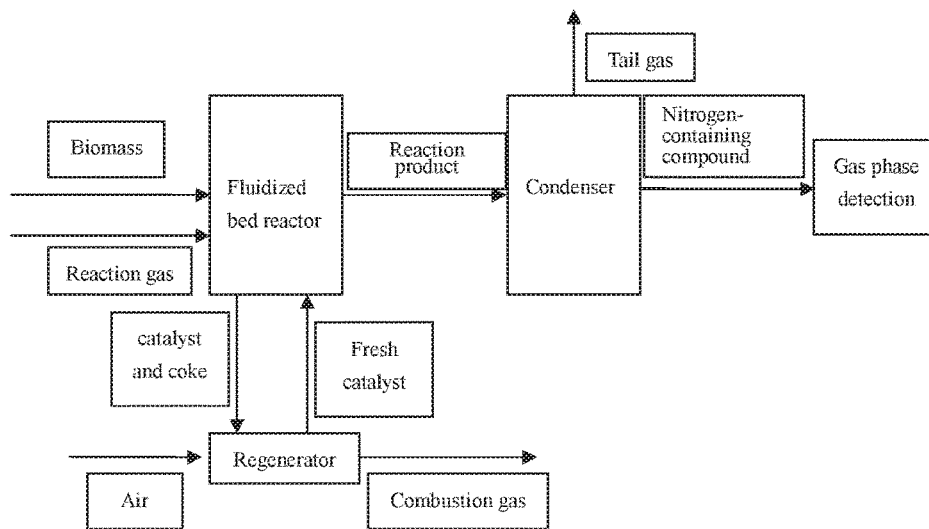 Tail gas
Biomass
Fluidized
bed reactor
Reaction
product
Condenser
Nitrogen-
containing
compound
Gas phase
detection
Reaction gas
catalyst
and coke
Fresh
catalyst
Regenerator
Air
Combustion gas